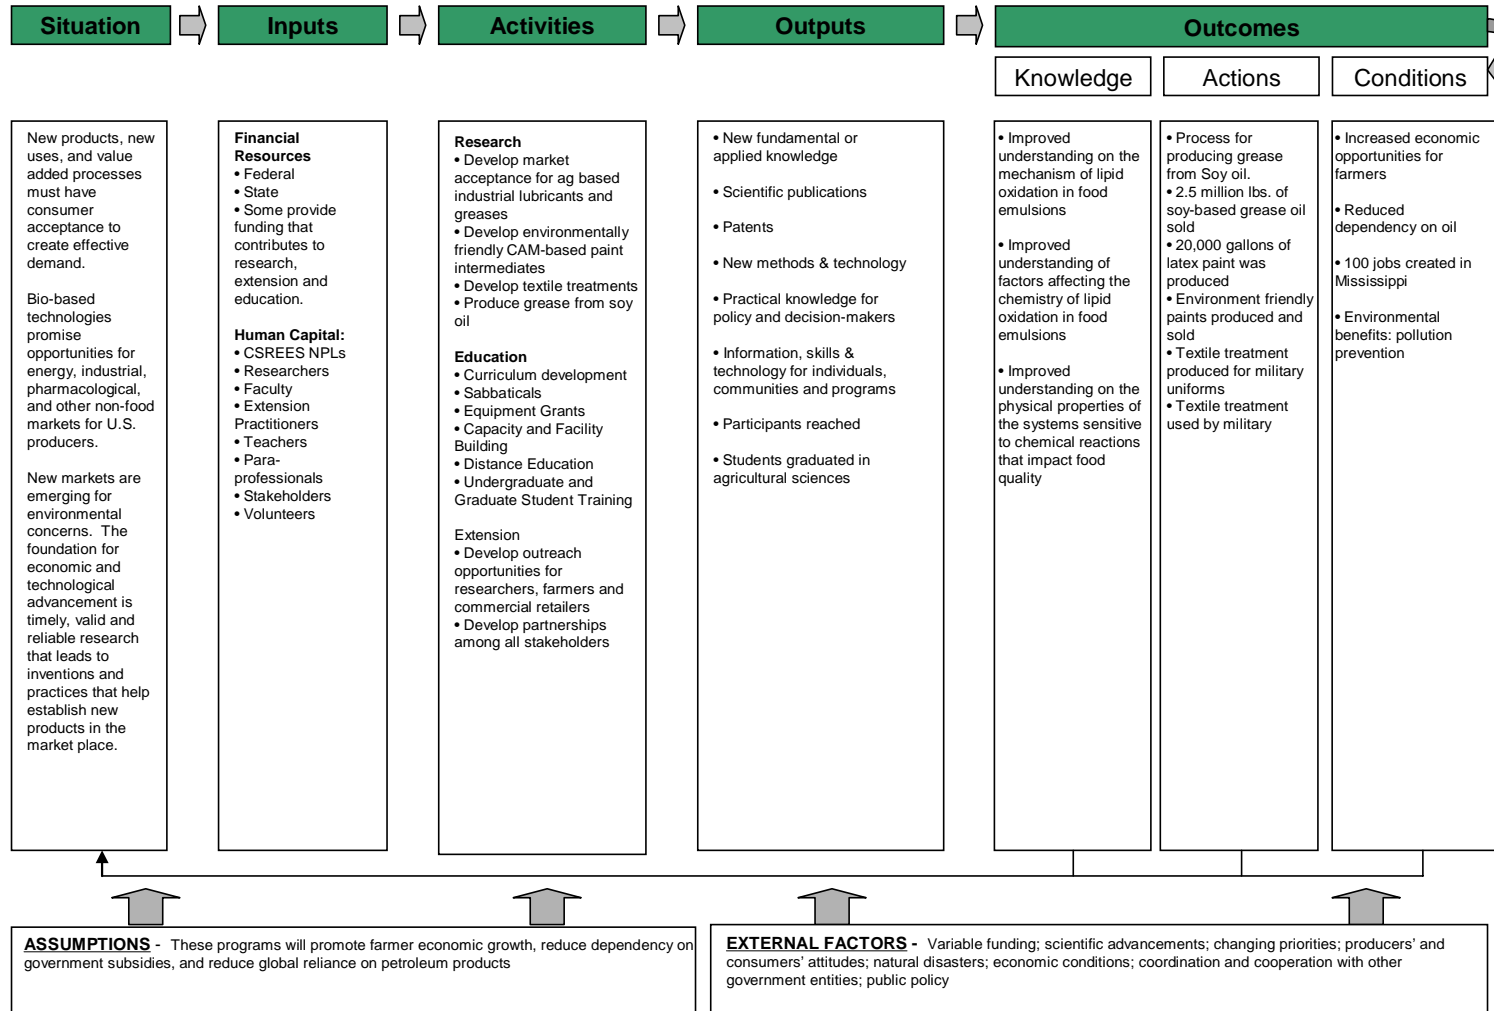 Situation
Inputs
Activities
Outputs
Outcomes
Knowledge
Actions
Conditions
New products, new
uses, and value
added processes
must have
consumer
acceptance to
create effective
demand.
Bio-based
technologies
promise
opportunities for
energy, industrial,
pharmacological,
and other non-food
markets for U.S.
producers.
New markets are
emerging for
environmental
concerns. The
foundation for
economic and
technological
advancement is
timely, valid and
reliable research
that leads to
inventions and
practices that help
establish new
products in the
market place.
Financial
Resources
• Federal
• State
• Some provide
funding that
contributes to
research,
extension and
education.
Human Capital:
• CSREES NPLs
• Researchers
• Faculty
• Extension
Practitioners
• Teachers
• Para-
professionals
• Stakeholders
• Volunteers
Research
• Develop market
acceptance for ag based
industrial lubricants and
greases
• Develop environmentally
friendly CAM-based paint
intermediates
• Develop textile treatments
• Produce grease from soy
oil
Education
• Curriculum development
• Sabbaticals
• Equipment Grants
• Capacity and Facility
Building
• Distance Education
• Undergraduate and
Graduate Student Training
Extension
• Develop outreach
opportunities for
researchers, farmers and
commercial retailers
• Develop partnerships
among all stakeholders
• New fundamental or
applied knowledge
• Scientific publications
• Patents
• New methods & technology
• Practical knowledge for
policy and decision-makers
• Information, skills &
technology for individuals,
communities and programs
• Participants reached
• Students graduated in
agricultural sciences
• Improved
understanding on the
mechanism of lipid
oxidation in food
emulsions
• Improved
understanding of
factors affecting the
chemistry of lipid
oxidation in food
emulsions
• Improved
understanding on the
physical properties of
the systems sensitive
to chemical reactions
that impact food
quality
• Process for
producing grease
from Soy oil.
• 2.5 million lbs. of
soy-based grease oil
sold
• 20,000 gallons of
latex paint was
produced
• Environment friendly
paints produced and
sold
• Textile treatment
produced for military
uniforms
• Textile treatment
used by military
• Increased economic
opportunities for
farmers
• Reduced
dependency on oil
• 100 jobs created in
Mississippi
• Environmental
benefits: pollution
prevention
ASSUMPTIONS - These programs will promote farmer economic growth, reduce dependency on
government subsidies, and reduce global reliance on petroleum products
EXTERNAL FACTORS - Variable funding; scientific advancements; changing priorities; producers' and
consumers' attitudes; natural disasters; economic conditions; coordination and cooperation with other
government entities; public policy